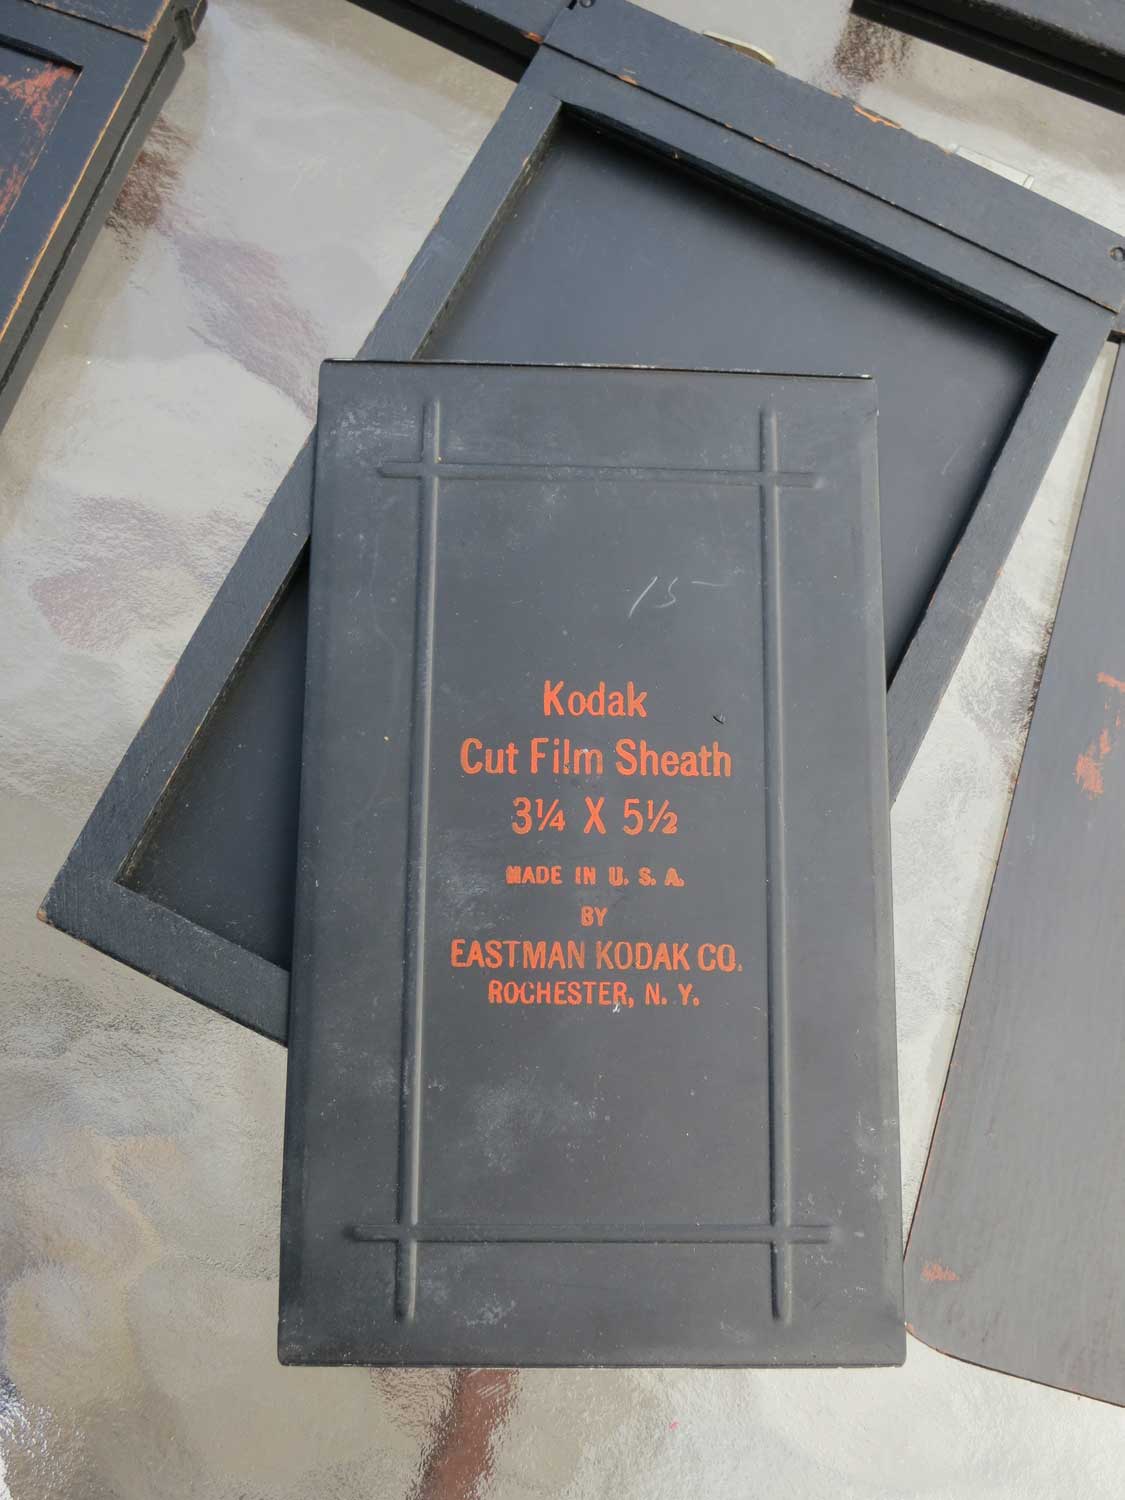 15-
Kodak
Cut Film Sheath
3¼ X 5½
MADE IN U. S. A.
BY
EASTMAN KODAK CO.
ROCHESTER, N. Y.